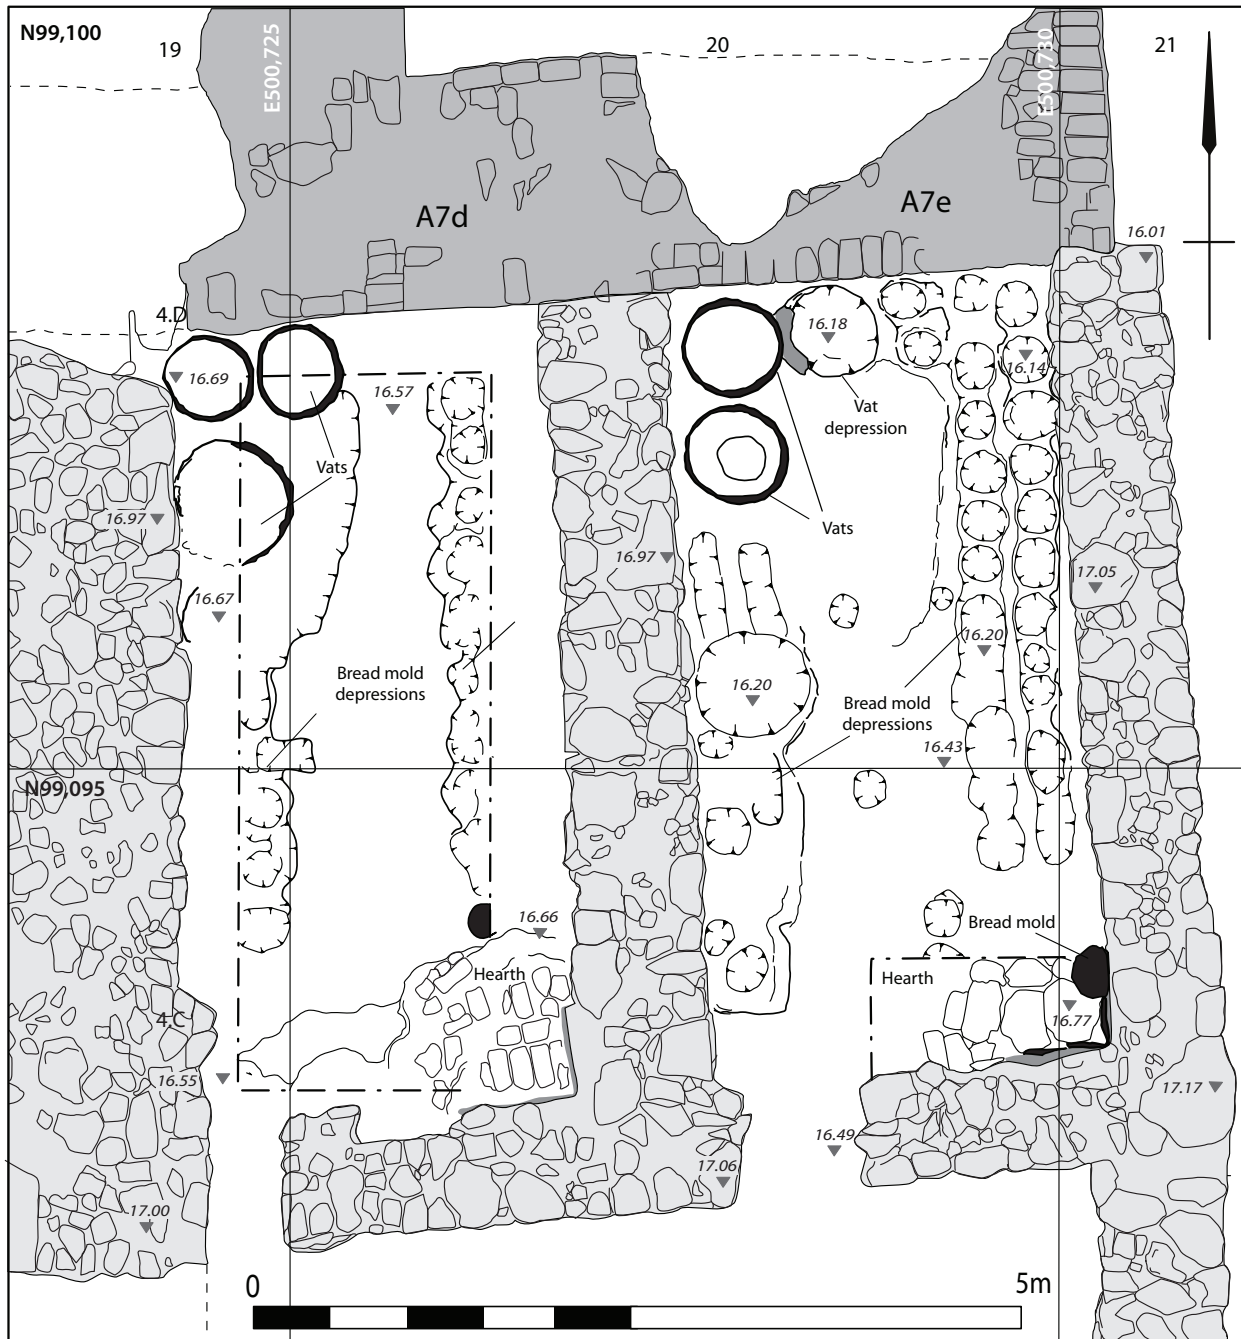 N99,100
19
E500,725
20
E500,730
21
A7d
A7e
16.01
4.D
16.18
16.69
16.57
16.14
Vat
depression
Vats
16.97
Vats
16.97
17.05
16.67
16.20
Bread mold
depressions
16.20
Bread mold
depressions
16.43
N99,095
16.66
Bread mold
Hearth
Hearth
4.C
16.77
16.55
17.17
16.49
17.06
17.00
0
5m